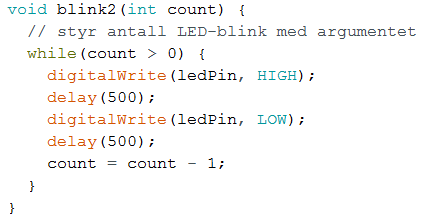 void blink2(int count) {
  // styr antall LED-blink med argumentet
  while(count > 0) {
    digitalWrite(ledPin, HIGH);
    delay(500);
    digitalWrite(ledPin, LOW);
    delay(500);
    count = count - 1;
  }
}